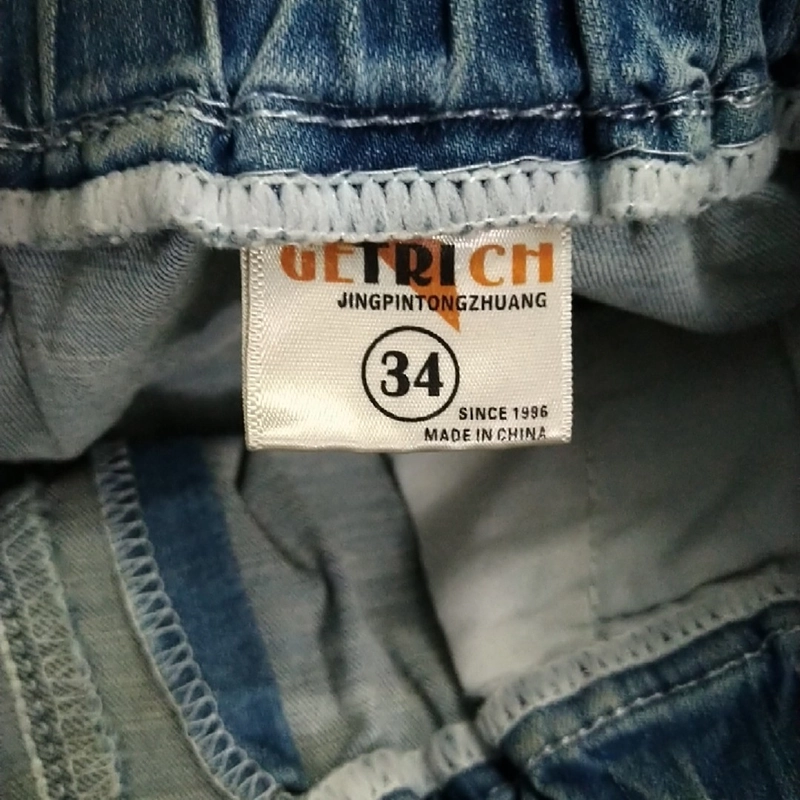 GETRICH
JINGPINTONGZHUANG
34
SINCE 1996
MADE IN CHINA